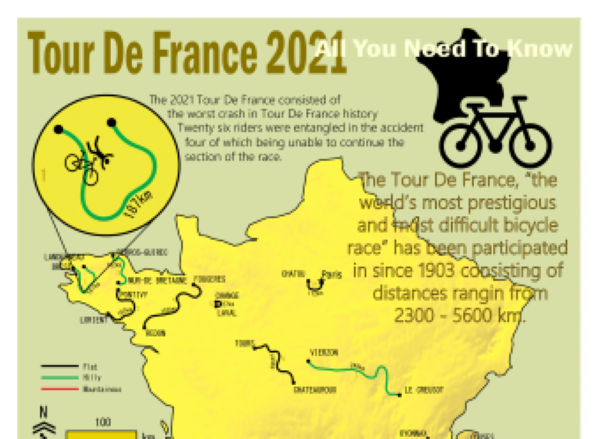 Tour De France 2021
All You Need To Know
The 2021 Tour De France consisted of
the worst crash in Tour De France history
Twenty six riders were entangled in the accident
four of which being unable to continue the
section of the race.
187km
The Tour De France, "the
world's most prestigious
and most difficult bicycle
race" has been participated
in since 1903 consisting of
distances rangin from
2300 - 5600 km.
PERROS-GUIREC
MUR-DE BRETAGNE
FOUGERES
PONTIVY
LORIENT
REDON
CHANGE
LAVAL
CHATOU
Paris
TOURS
CHATEAUROUX
VIERZON
LE CREUSOT
OYONNAX
Flat
Hilly
Mountainous
N
100
km